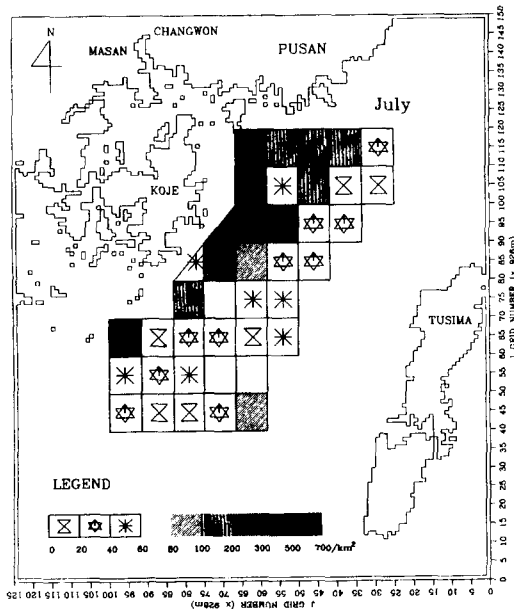 N
CHANGWON
MASAN
PUSAN
July
KOJE
TUSIMA
LEGEND
0 20 40 60 80 100 200 300 500 700/km²
125 120 115 110 105 100 95 90 85 80 75 70 65 60 55 50 45 40 35 30 25 20 15 10 5 0
J GRID NUMBER (x 926m)
0 5 10 15 20 25 30 35 40 45 50 55 60 65 70 75 80 85 90 95 100 105 110 115 120 125 130 135 140 145 150
I GRID NUMBER (x 926m)